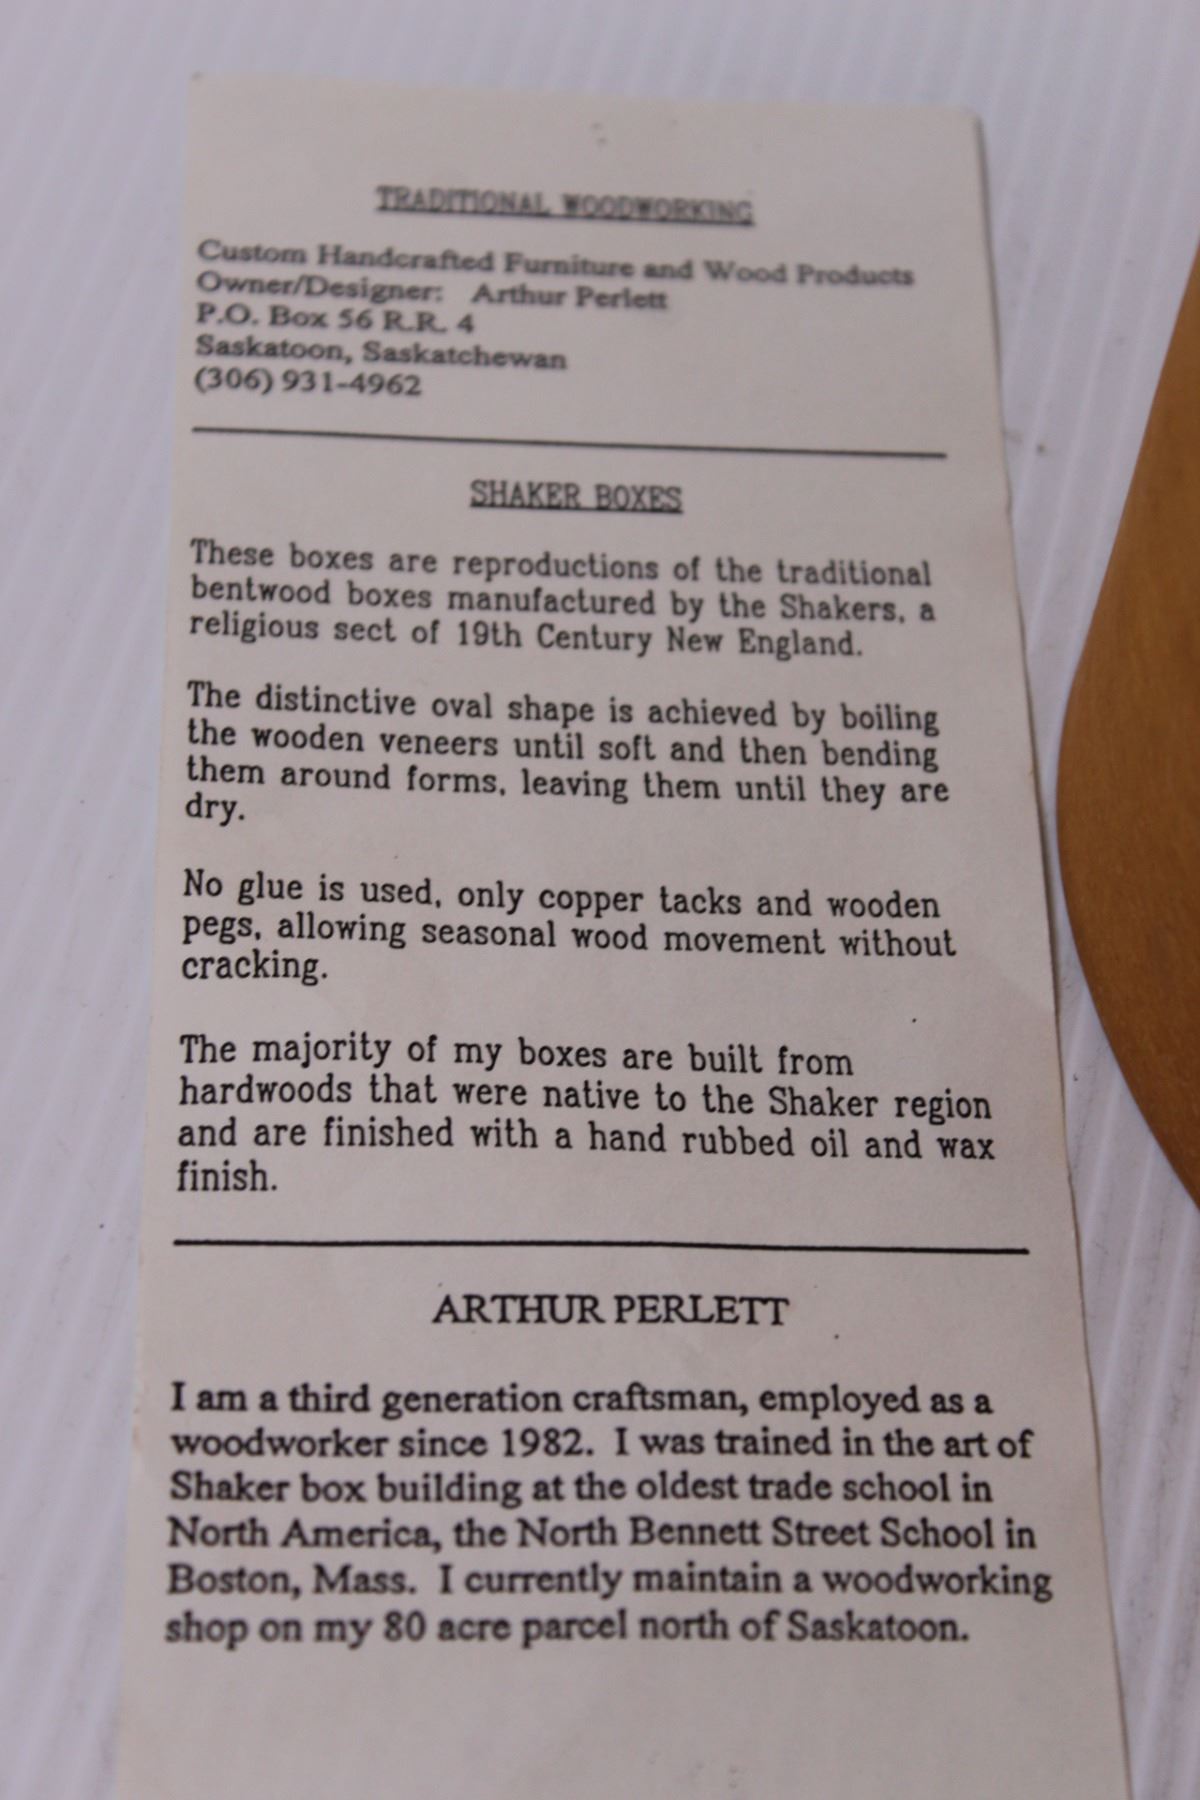 TRADITIONAL WOODWORKING
Custom Handcrafted Furniture and Wood Products
Owner/Designer: Arthur Perlett
P.O. Box 56 R.R. 4
Saskatoon, Saskatchewan
(306) 931-4962
SHAKER BOXES
These boxes are reproductions of the traditional
bentwood boxes manufactured by the Shakers, a
religious sect of 19th Century New England.
The distinctive oval shape is achieved by boiling
the wooden veneers until soft and then bending
them around forms, leaving them until they are
dry.
No glue is used, only copper tacks and wooden
pegs, allowing seasonal wood movement without
cracking.
The majority of my boxes are built from
hardwoods that were native to the Shaker region
and are finished with a hand rubbed oil and wax
finish.
ARTHUR PERLETT
I am a third generation craftsman, employed as a
woodworker since 1982. I was trained in the art of
Shaker box building at the oldest trade school in
North America, the North Bennett Street School in
Boston, Mass. I currently maintain a woodworking
shop on my 80 acre parcel north of Saskatoon.